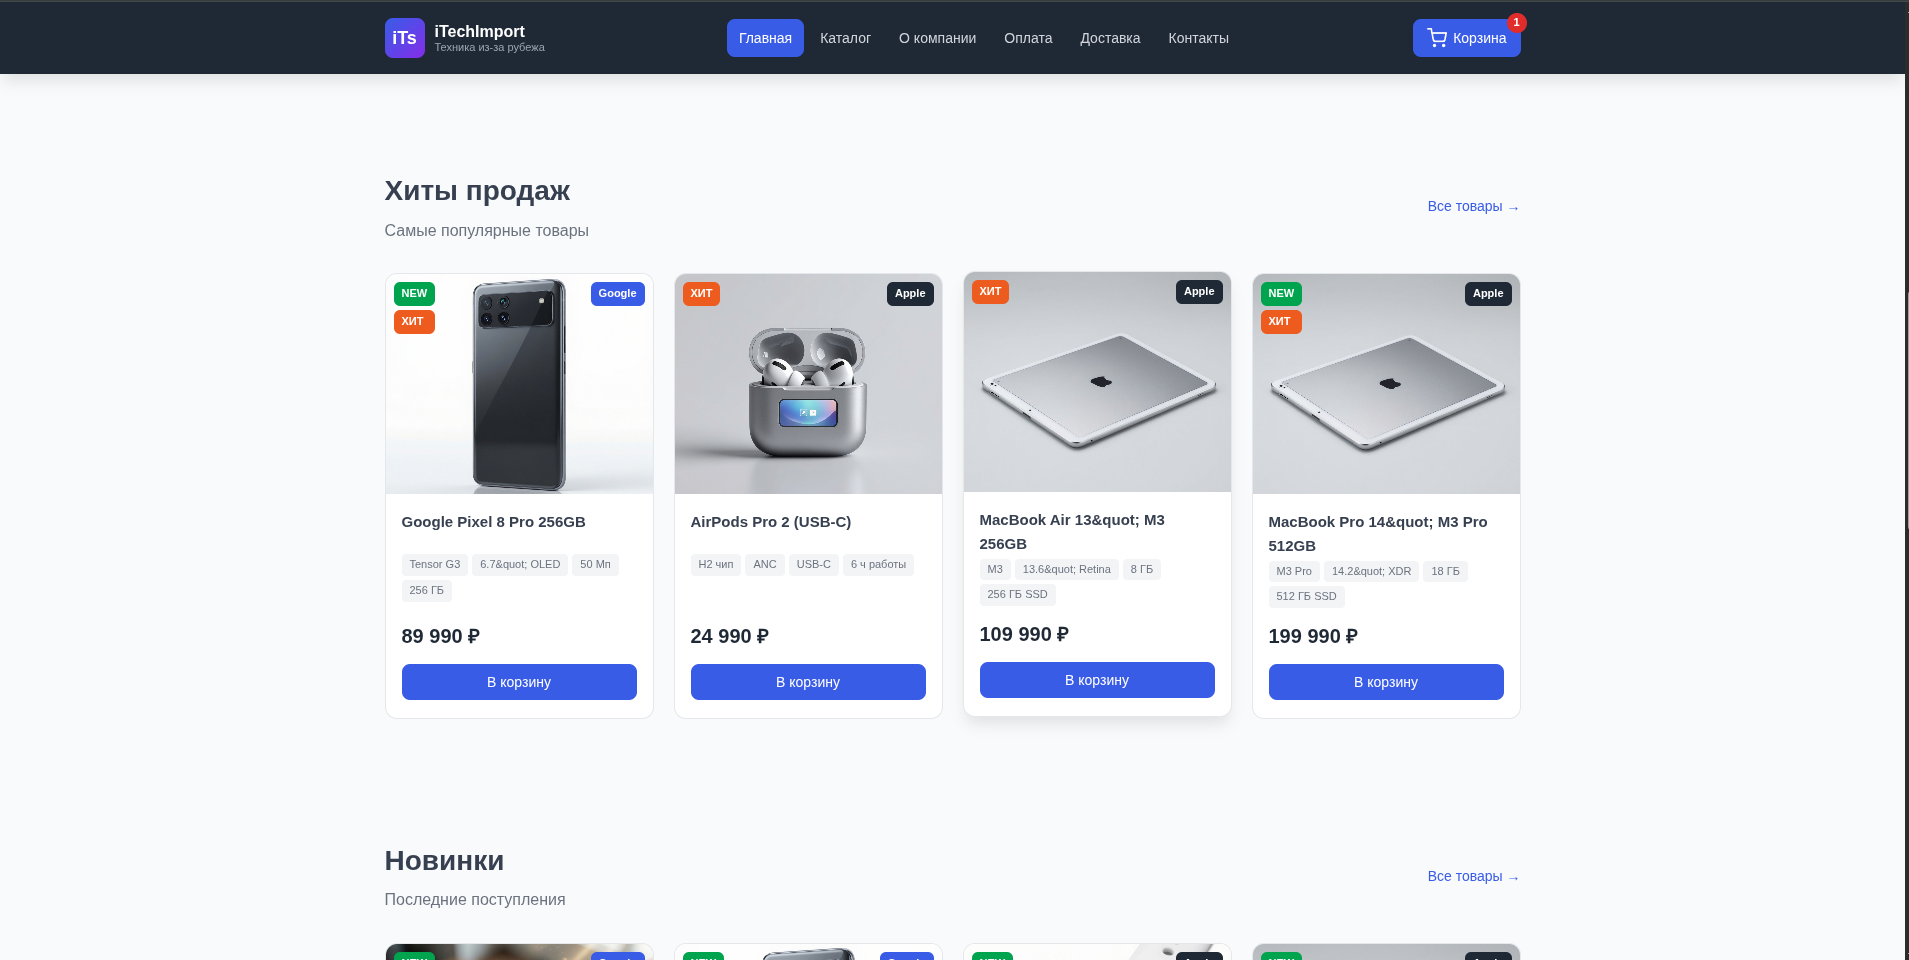 iTs
iTechImport
Техника из-за рубежа
Главная
Каталог
О компании
Оплата
Доставка
Контакты
Корзина
1
Хиты продаж
Самые популярные товары
Все товары →
NEW
ХИТ
Google
Google Pixel 8 Pro 256GB
Tensor G3
6.7&quot; OLED
50 Мп
256 ГБ
89 990 ₽
В корзину
ХИТ
Apple
AirPods Pro 2 (USB-C)
H2 чип
ANC
USB-C
6 ч работы
24 990 ₽
В корзину
ХИТ
Apple
MacBook Air 13&quot; M3
256GB
M3
13.6&quot; Retina
8 ГБ
256 ГБ SSD
109 990 ₽
В корзину
NEW
ХИТ
Apple
MacBook Pro 14&quot; M3 Pro
512GB
M3 Pro
14.2&quot; XDR
18 ГБ
512 ГБ SSD
199 990 ₽
В корзину
Новинки
Последние поступления
Все товары →